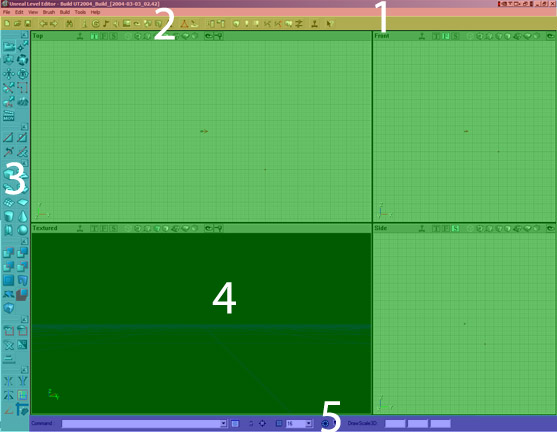 Unreal Level Editor - [Build UT2004_Build_[2004-03-03_02.42]
1
File Edit View Brush Build Tools Help
2
Top
Front
3
Textured
Side
4
Command:
16
5
DrawScale3D: